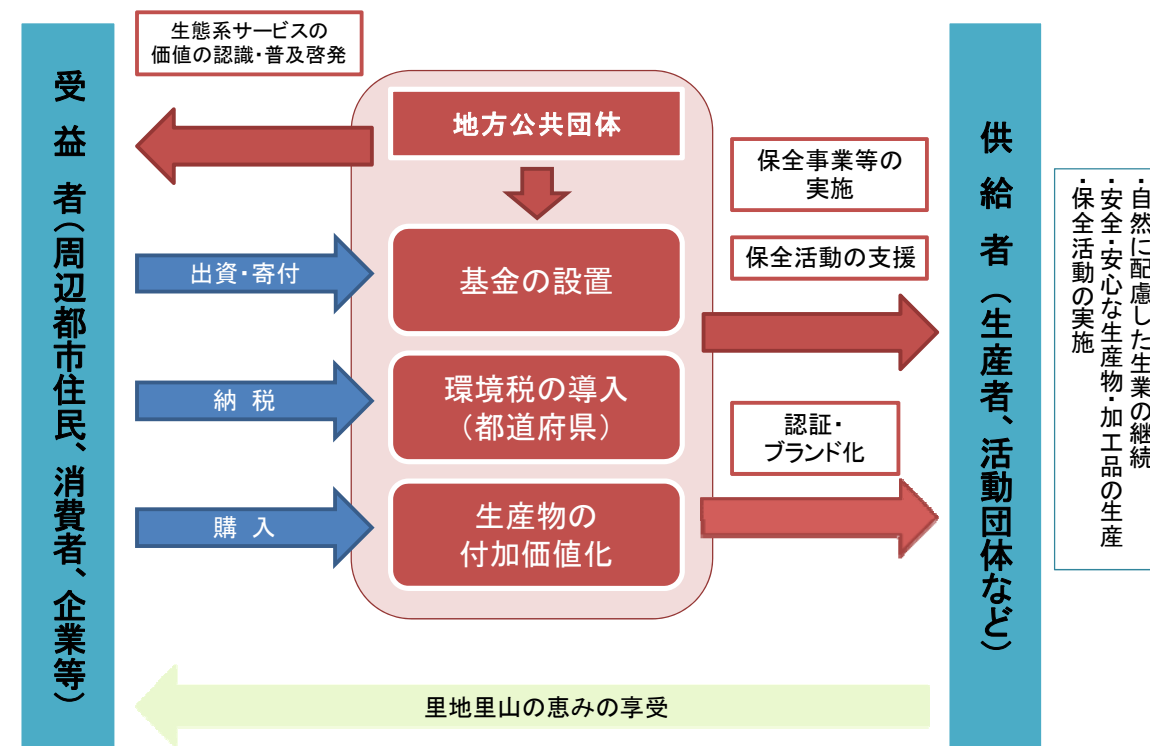 生態系サービスの
価値の認識・普及啓発
受益者（周辺都市住民、消費者、企業等）
地方公共団体
出資・寄付
基金の設置
納税
環境税の導入
（都道府県）
購入
生産物の
付加価値化
保全事業等の
実施
保全活動の支援
認証・
ブランド化
供給者（生産者、活動団体など）
・自然に配慮した生業の継続
・安全・安心な生産物・加工品の生産
・保全活動の実施
里地里山の恵みの享受